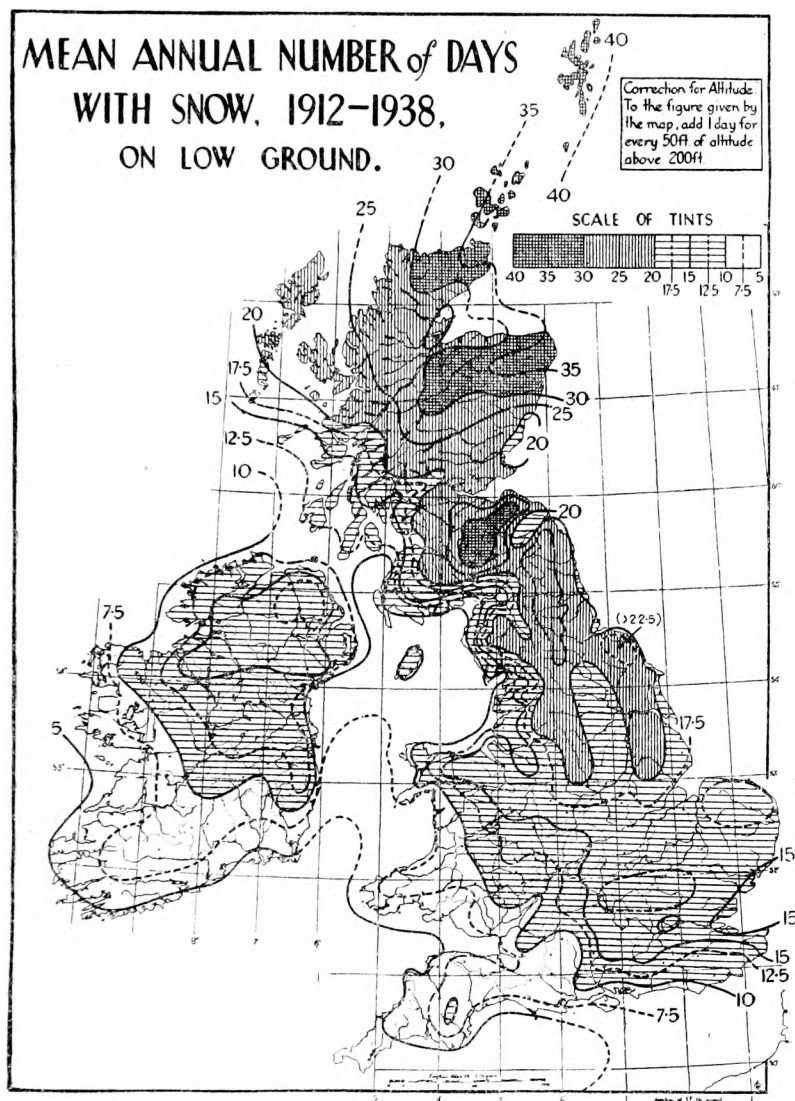 MEAN ANNUAL NUMBER of DAYS
WITH SNOW, 1912-1938,
ON LOW GROUND.
Correction for Altitude.
To the figure given by
the map, add 1 day for
every 50ft. of altitude
above 200ft.
SCALE OF TINTS
40 35 30 25 20 17·5 15 12·5 10 7·5 5
40
35
30
40
25
20
17·5
15
12·5
10
35
30
25
20
20
7·5
(>22·5)
17·5
5
15
15
15
12·5
10
7·5